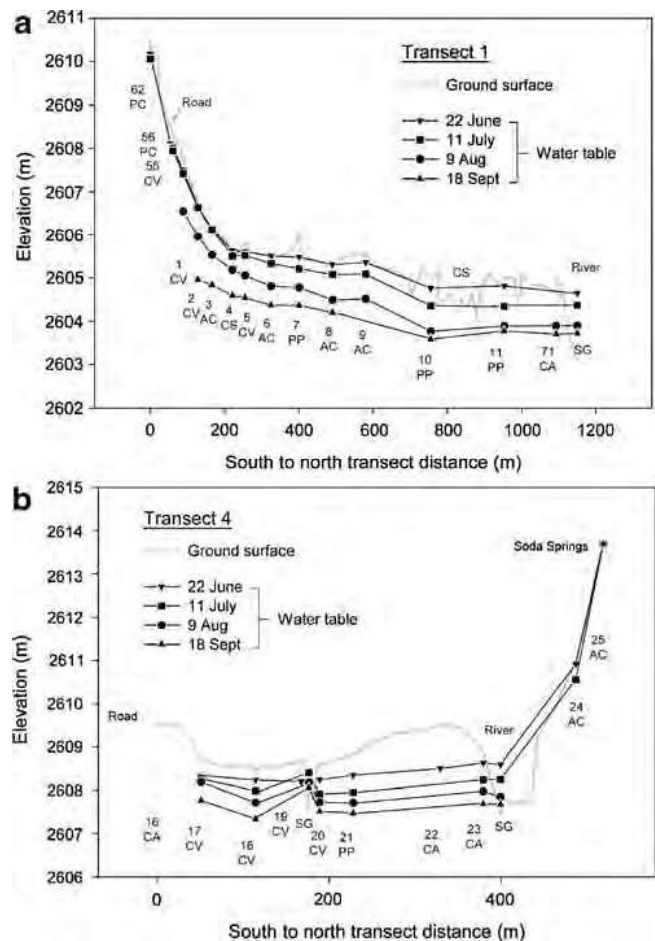 a
2611
2610
2609
2608
2607
2606
2605
2604
2603
2602
Elevation (m)
Transect 1
Ground surface
22 June
11 July
9 Aug
18 Sept
Water table
Road
CS
River
62
PC
56
PC
55
CV
1
CV
2
CV
3
AC
4
CS
5
CV
6
AC
7
PP
8
AC
9
AC
10
PP
11
PP
71
CA
SG
0 200 400 600 800 1000 1200
South to north transect distance (m)
b
2615
2614
2613
2612
2611
2610
2609
2608
2607
2606
Elevation (m)
Transect 4
Ground surface
22 June
11 July
9 Aug
18 Sept
Water table
Soda Springs
Road
River
25
AC
24
AC
16
CA
17
CV
16
CV
19
CV
SG
20
CV
21
PP
22
CA
23
CA
SG
0 200 400
South to north transect distance (m)